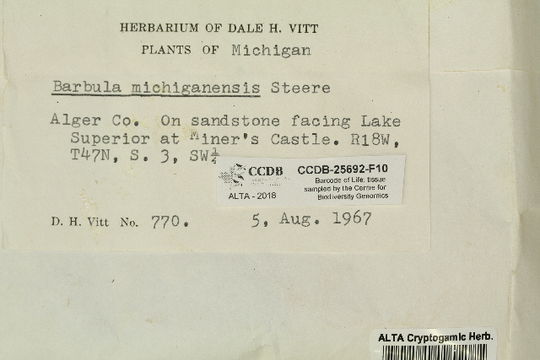 HERBARIUM OF DALE H. VITT
PLANTS OF Michigan
Barbula michiganensis Steere
Alger Co. On sandstone facing Lake
Superior at Miner's Castle. R18W,
T47N, S. 3, SW¼
CCDB
CCDB-25692-F10
Barcode of Life: tissue
sampled by the Centre for
Biodiversity Genomics
ALTA - 2018
D. H. Vitt No. 770. 5, Aug. 1967
ALTA Cryptogamic Herb.